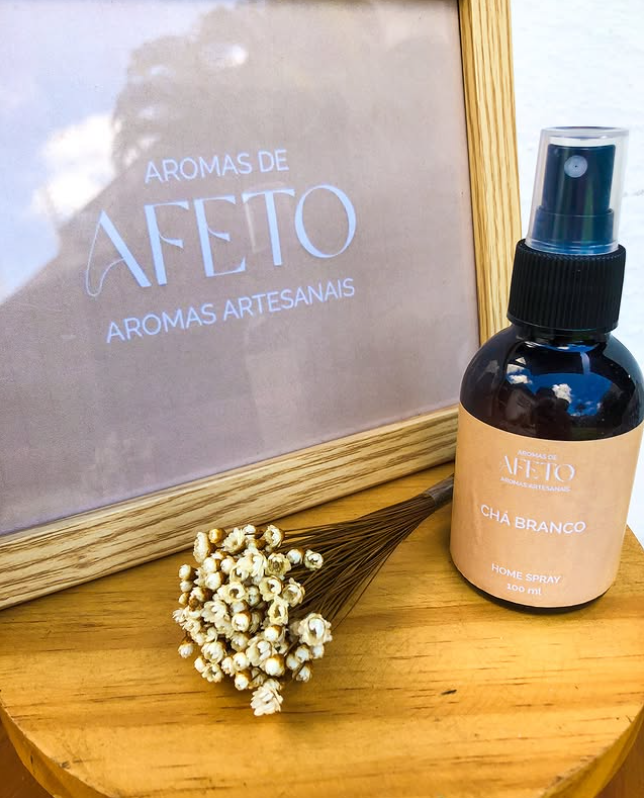 AROMAS DE
AFETO
AROMAS ARTESANAIS
AROMAS DE
AFETO
AROMAS ARTESANAIS
CHÁ BRANCO
HOME SPRAY
100 ml